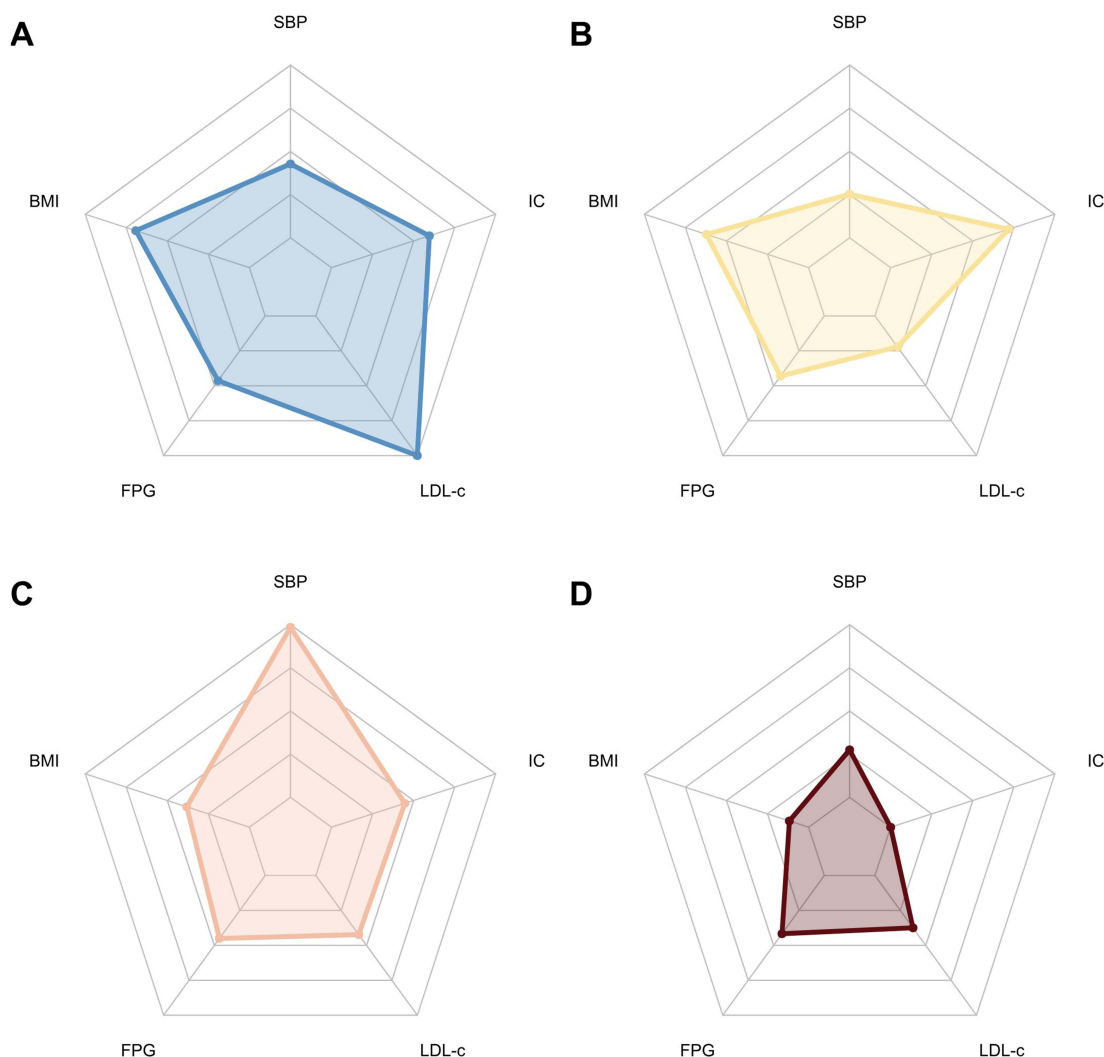 A
SBP
BMI
IC
FPG
LDL-c
B
SBP
BMI
IC
FPG
LDL-c
C
SBP
BMI
IC
FPG
LDL-c
D
SBP
BMI
IC
FPG
LDL-c